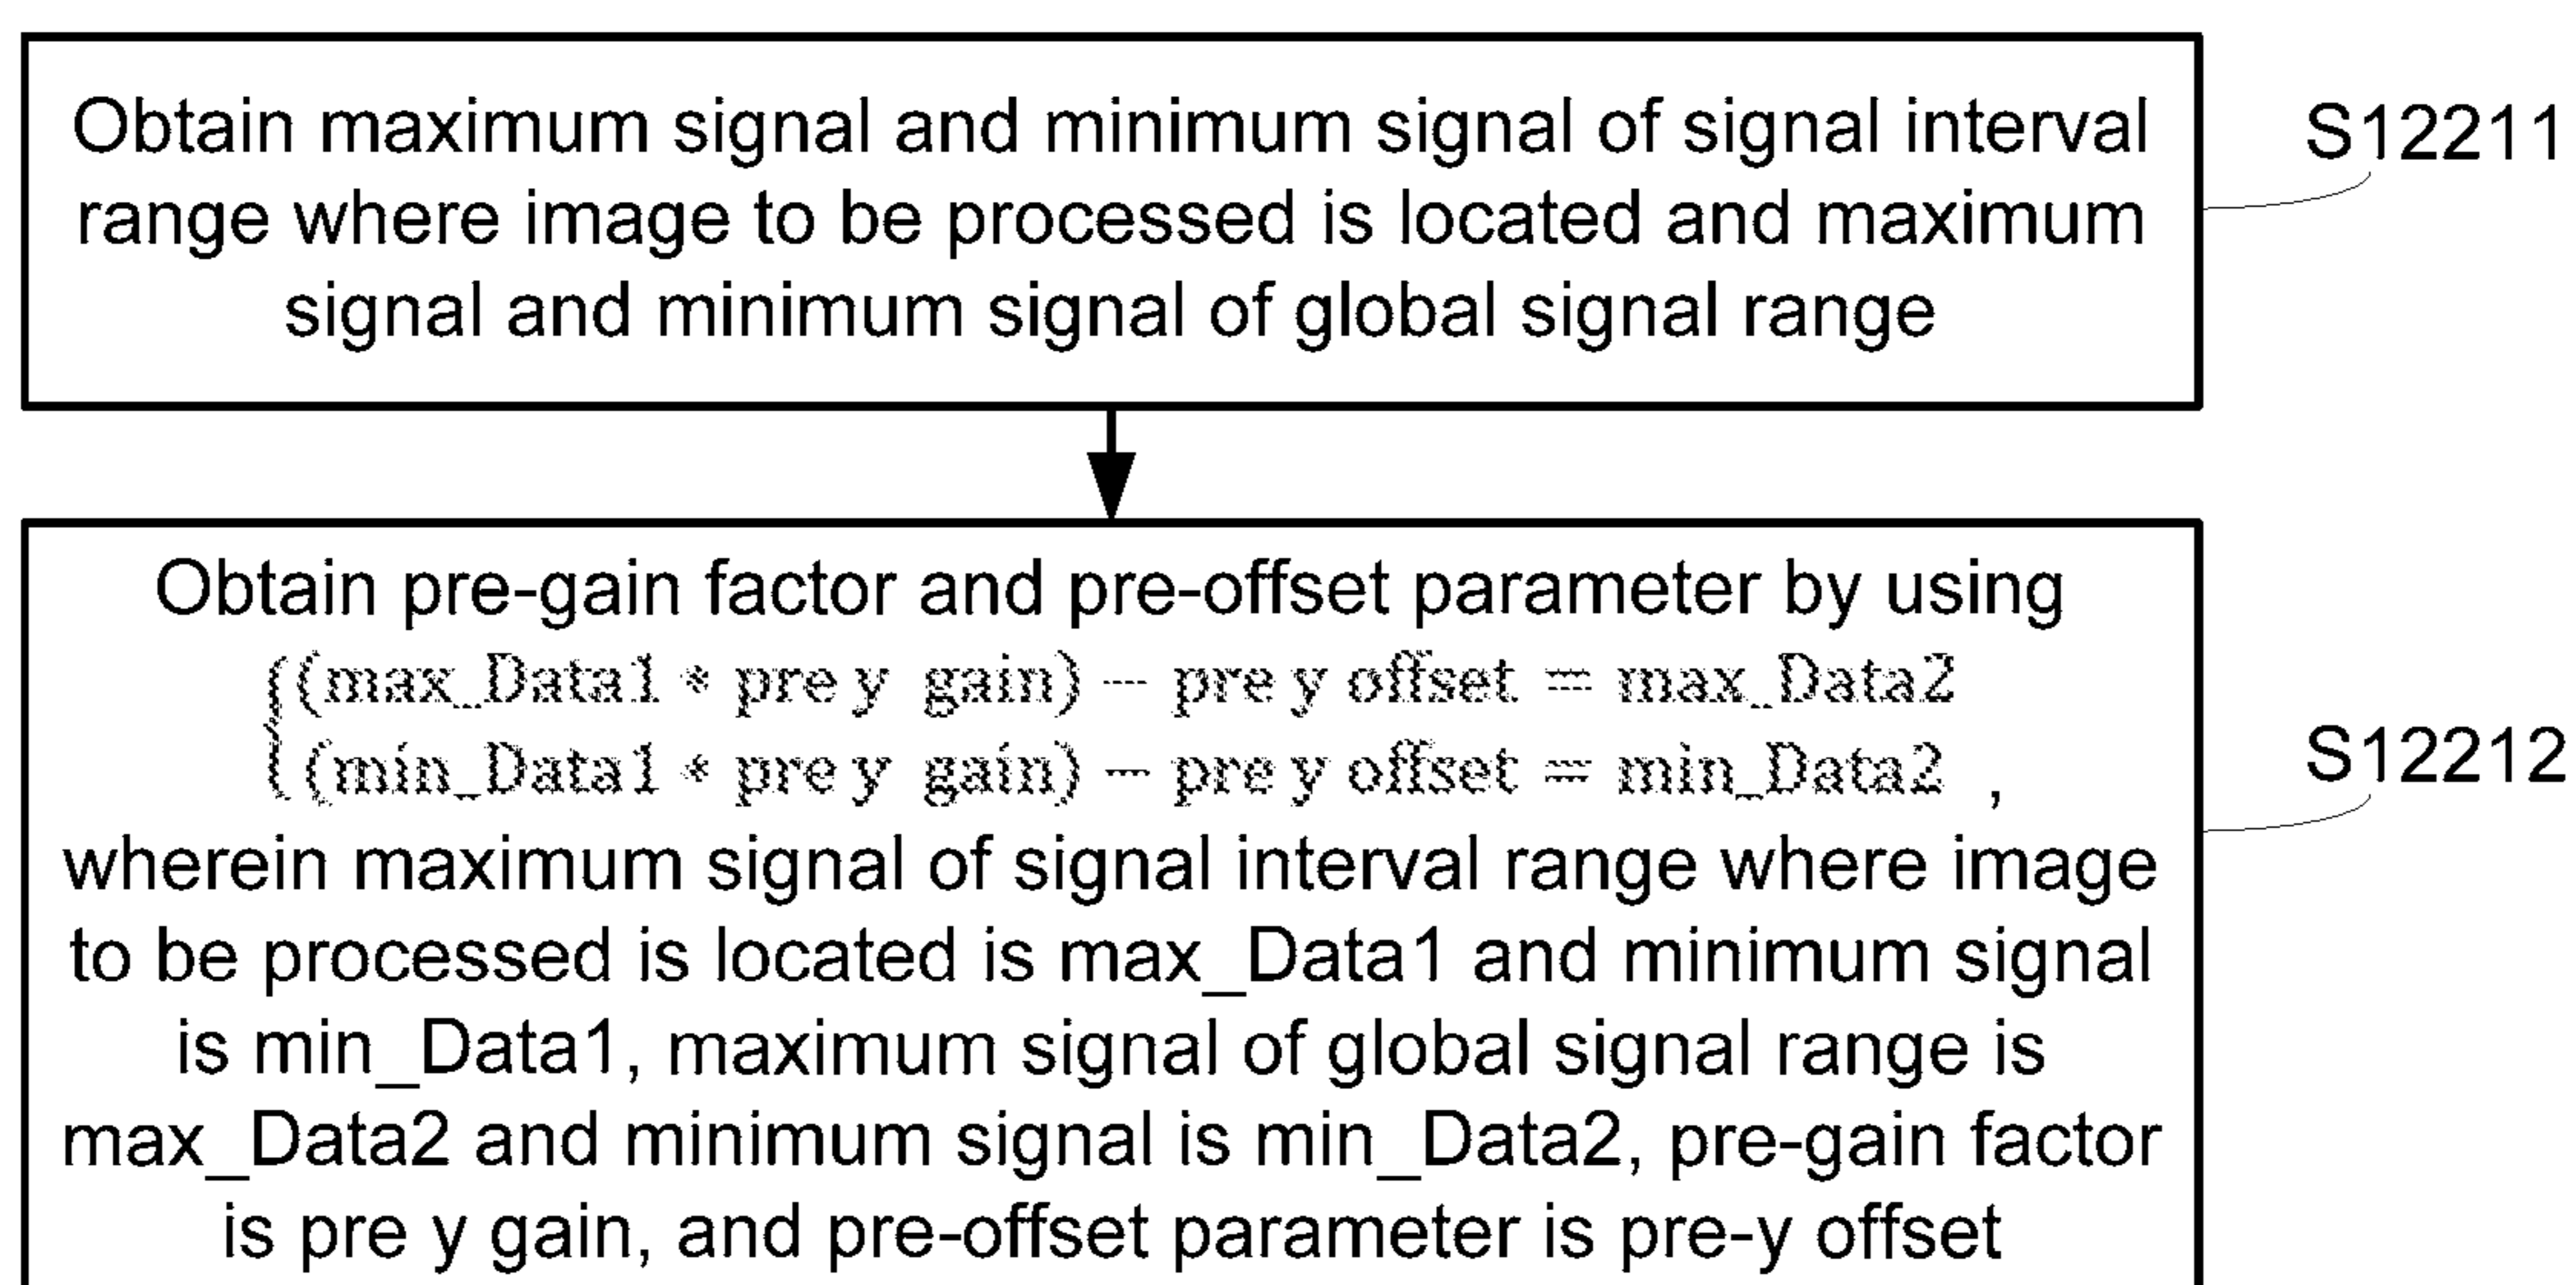 Obtain maximum signal and minimum signal of signal interval
range where image to be processed is located and maximum
signal and minimum signal of global signal range
S12211
Obtain pre-gain factor and pre-offset parameter by using
{(max_Data1 * pre y gain) − pre y offset = max_Data2
(min_Data1 * pre y gain) − pre y offset = min_Data2 ,
wherein maximum signal of signal interval range where image
to be processed is located is max_Data1 and minimum signal
is min_Data1, maximum signal of global signal range is
max_Data2 and minimum signal is min_Data2, pre-gain factor
is pre y gain, and pre-offset parameter is pre-y offset
S12212